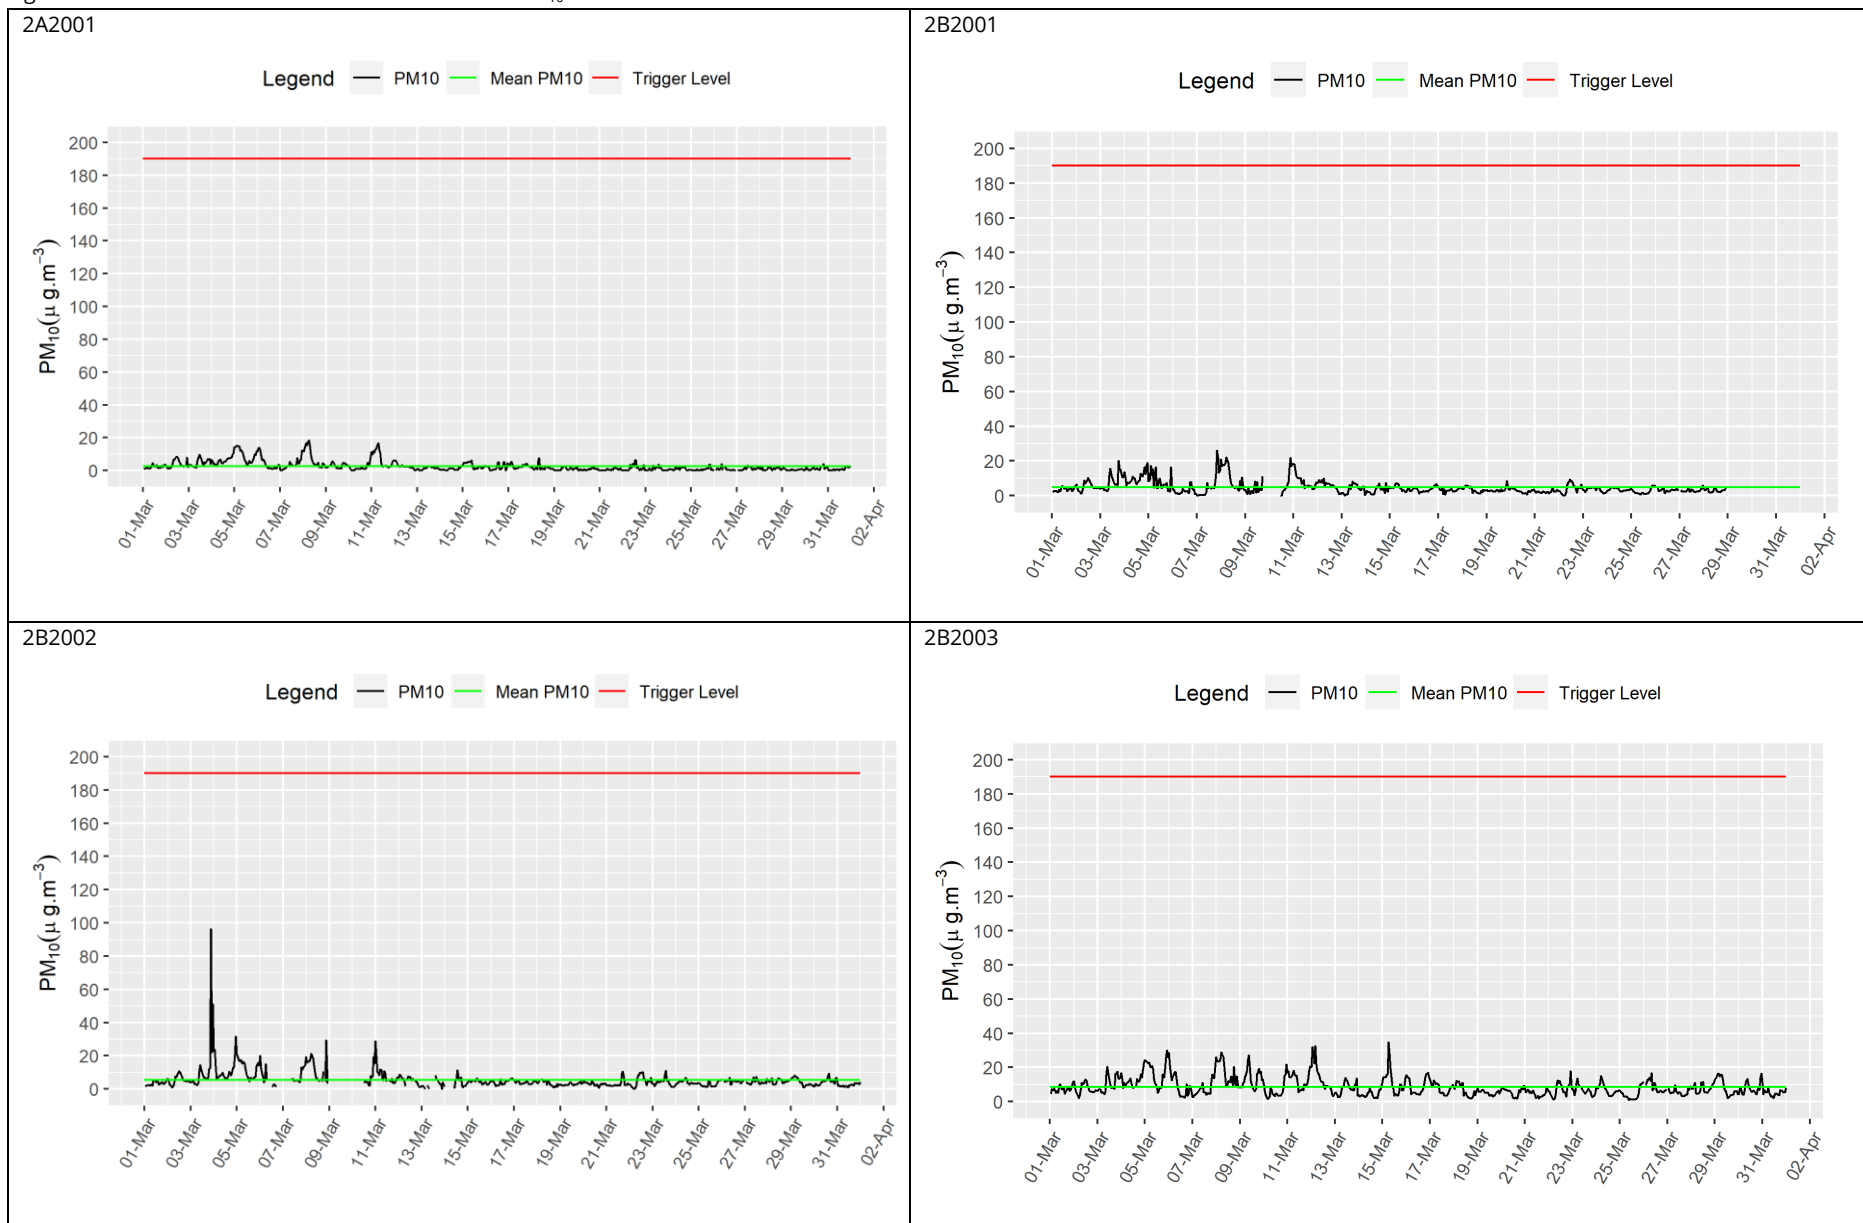 2A2001
Legend PM10 Mean PM10 Trigger Level
PM10(μ g.m−3)
200
180
160
140
120
100
80
60
40
20
0
01-Mar 03-Mar 05-Mar 07-Mar 09-Mar 11-Mar 13-Mar 15-Mar 17-Mar 19-Mar 21-Mar 23-Mar 25-Mar 27-Mar 29-Mar 31-Mar 02-Apr
2B2001
Legend PM10 Mean PM10 Trigger Level
PM10(μ g.m−3)
200
180
160
140
120
100
80
60
40
20
0
01-Mar 03-Mar 05-Mar 07-Mar 09-Mar 11-Mar 13-Mar 15-Mar 17-Mar 19-Mar 21-Mar 23-Mar 25-Mar 27-Mar 29-Mar 31-Mar 02-Apr
2B2002
Legend PM10 Mean PM10 Trigger Level
PM10(μ g.m−3)
200
180
160
140
120
100
80
60
40
20
0
01-Mar 03-Mar 05-Mar 07-Mar 09-Mar 11-Mar 13-Mar 15-Mar 17-Mar 19-Mar 21-Mar 23-Mar 25-Mar 27-Mar 29-Mar 31-Mar 02-Apr
2B2003
Legend PM10 Mean PM10 Trigger Level
PM10(μ g.m−3)
200
180
160
140
120
100
80
60
40
20
0
01-Mar 03-Mar 05-Mar 07-Mar 09-Mar 11-Mar 13-Mar 15-Mar 17-Mar 19-Mar 21-Mar 23-Mar 25-Mar 27-Mar 29-Mar 31-Mar 02-Apr